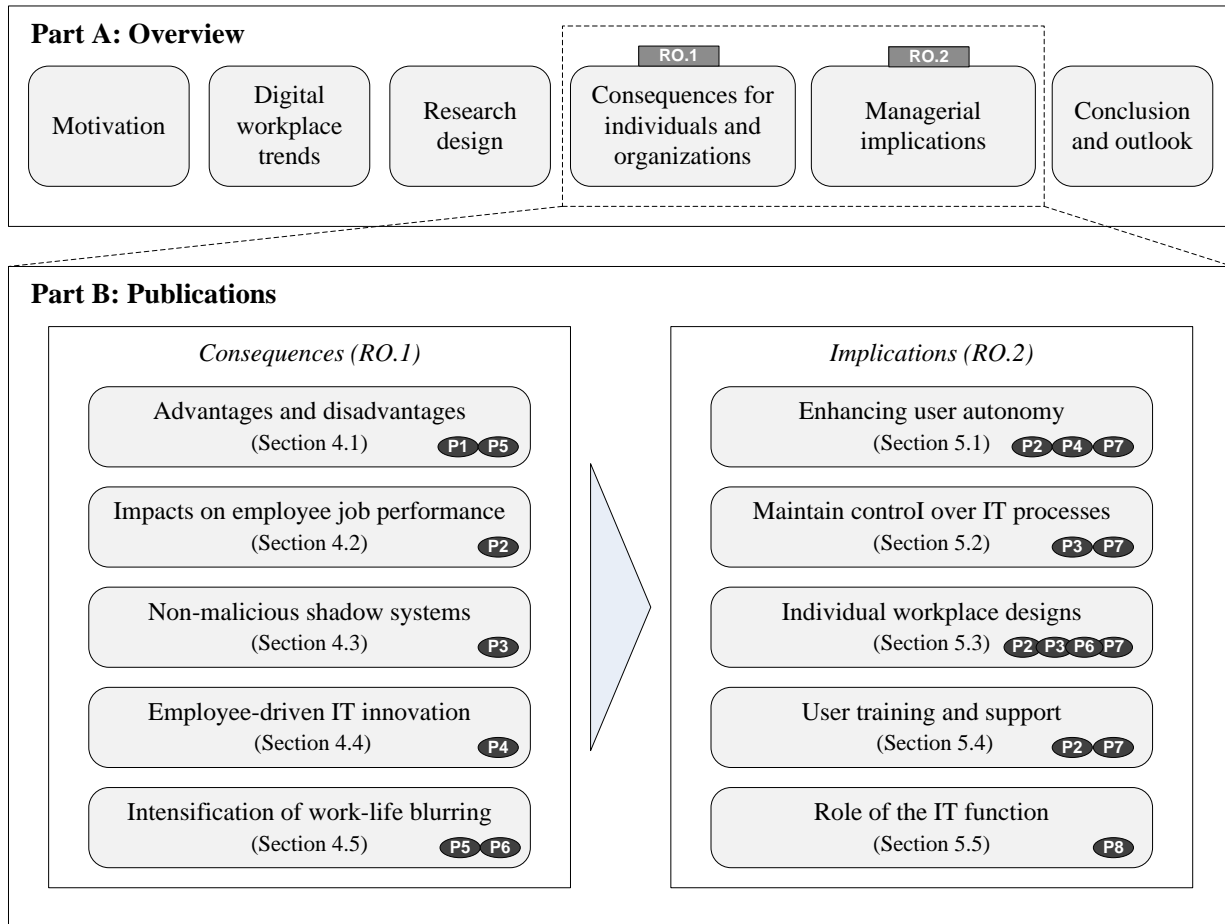 Part A: Overview
RO.1
RO.2
Motivation
Digital
workplace
trends
Research
design
Consequences for
individuals and
organizations
Managerial
implications
Conclusion
and outlook
Part B: Publications
Consequences (RO.1)
Advantages and disadvantages
(Section 4.1) P1 P5
Impacts on employee job performance
(Section 4.2) P2
Non-malicious shadow systems
(Section 4.3) P3
Employee-driven IT innovation
(Section 4.4) P4
Intensification of work-life blurring
(Section 4.5) P5 P6
Implications (RO.2)
Enhancing user autonomy
(Section 5.1) P2 P4 P7
Maintain control over IT processes
(Section 5.2) P3 P7
Individual workplace designs
(Section 5.3) P2 P3 P6 P7
User training and support
(Section 5.4) P2 P7
Role of the IT function
(Section 5.5) P8